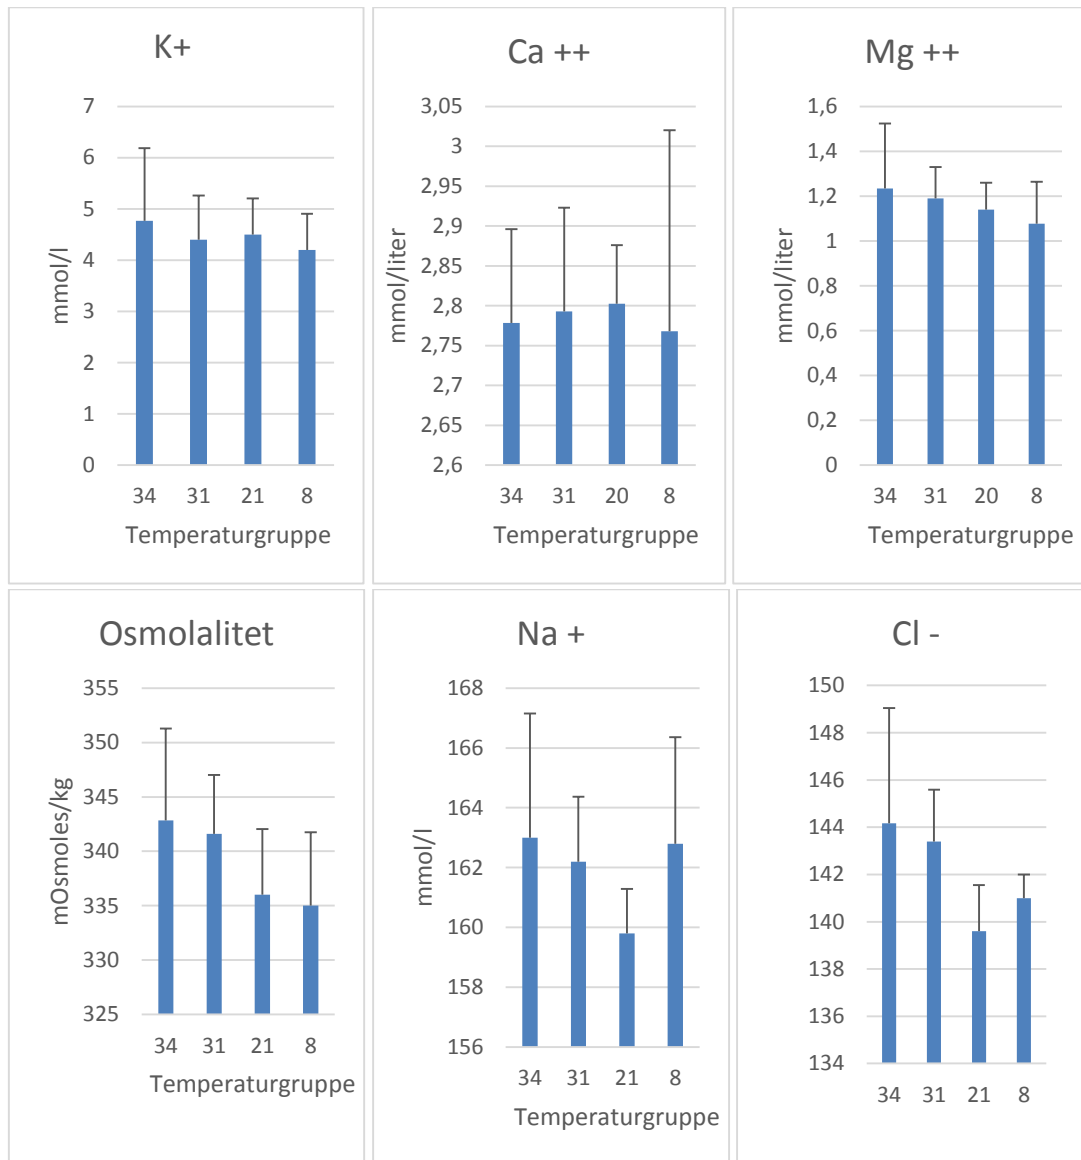 K+
7
6
5
4
3
2
1
0
mmol/l
34 31 21 8
Temperaturgruppe
Ca ++
3,05
3
2,95
2,9
2,85
2,8
2,75
2,7
2,65
2,6
mmol/liter
34 31 20 8
Temperaturgruppe
Mg ++
1,6
1,4
1,2
1
0,8
0,6
0,4
0,2
0
mmol/liter
34 31 20 8
Temperaturgruppe
Osmolalitet
355
350
345
340
335
330
325
mOsmoles/kg
34 31 21 8
Temperaturgruppe
Na +
168
166
164
162
160
158
156
mmol/l
34 31 21 8
Temperaturgruppe
Cl -
150
148
146
144
142
140
138
136
134
34 31 21 8